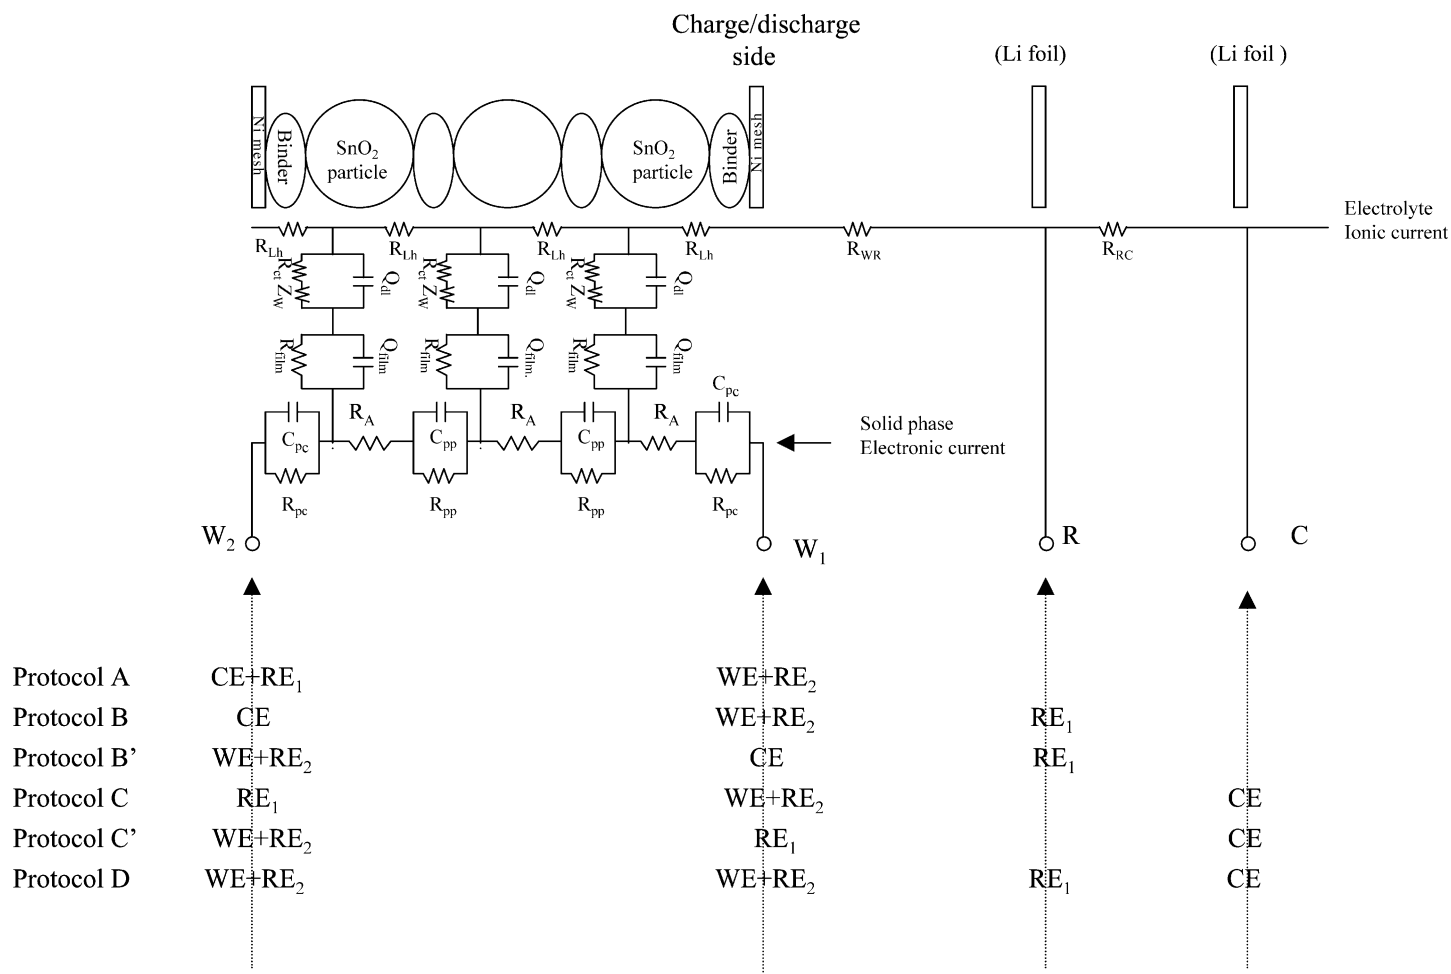 Charge/discharge
side
(Li foil)
(Li foil )
Ni mesh
Binder
SnO2
particle
SnO2
particle
Binder
Ni mesh
Electrolyte
Ionic current
RLh
RLh
RLh
RLh
RWR
RRC
Rct ZW
Qdl
Rct ZW
Qdl
Rct ZW
Qdl
Rfilm
Qfilm
Rfilm
Qfilm.
Rfilm
Qfilm
Cpc
RA
RA
RA
Cpc
Cpp
Cpp
Solid phase
Electronic current
Rpc
Rpp
Rpp
Rpc
W2
W1
R
C
Protocol A CE+RE1 WE+RE2
Protocol B CE WE+RE2 RE1
Protocol B’ WE+RE2 CE RE1
Protocol C RE1 WE+RE2 CE
Protocol C’ WE+RE2 RE1 CE
Protocol D WE+RE2 WE+RE2 RE1 CE